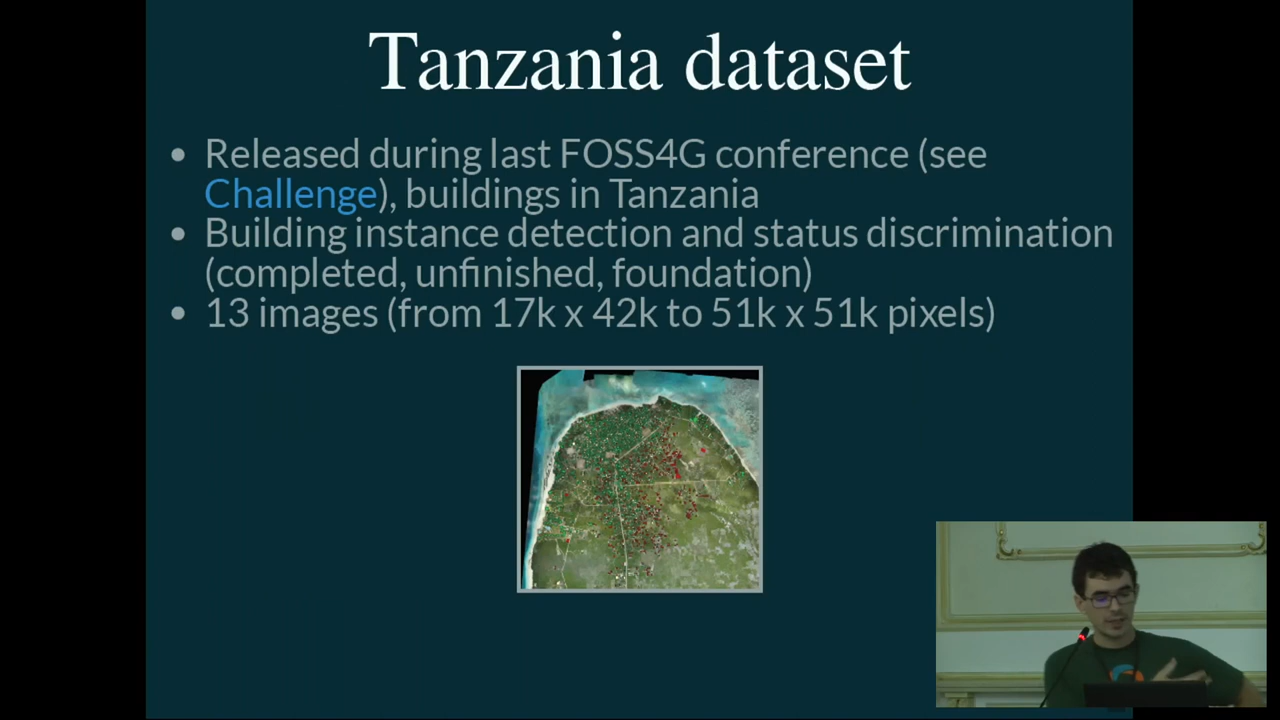 Tanzania dataset
Released during last FOSS4G conference (see
Challenge), buildings in Tanzania
Building instance detection and status discrimination
(completed, unfinished, foundation)
13 images (from 17k x 42k to 51k x 51k pixels)